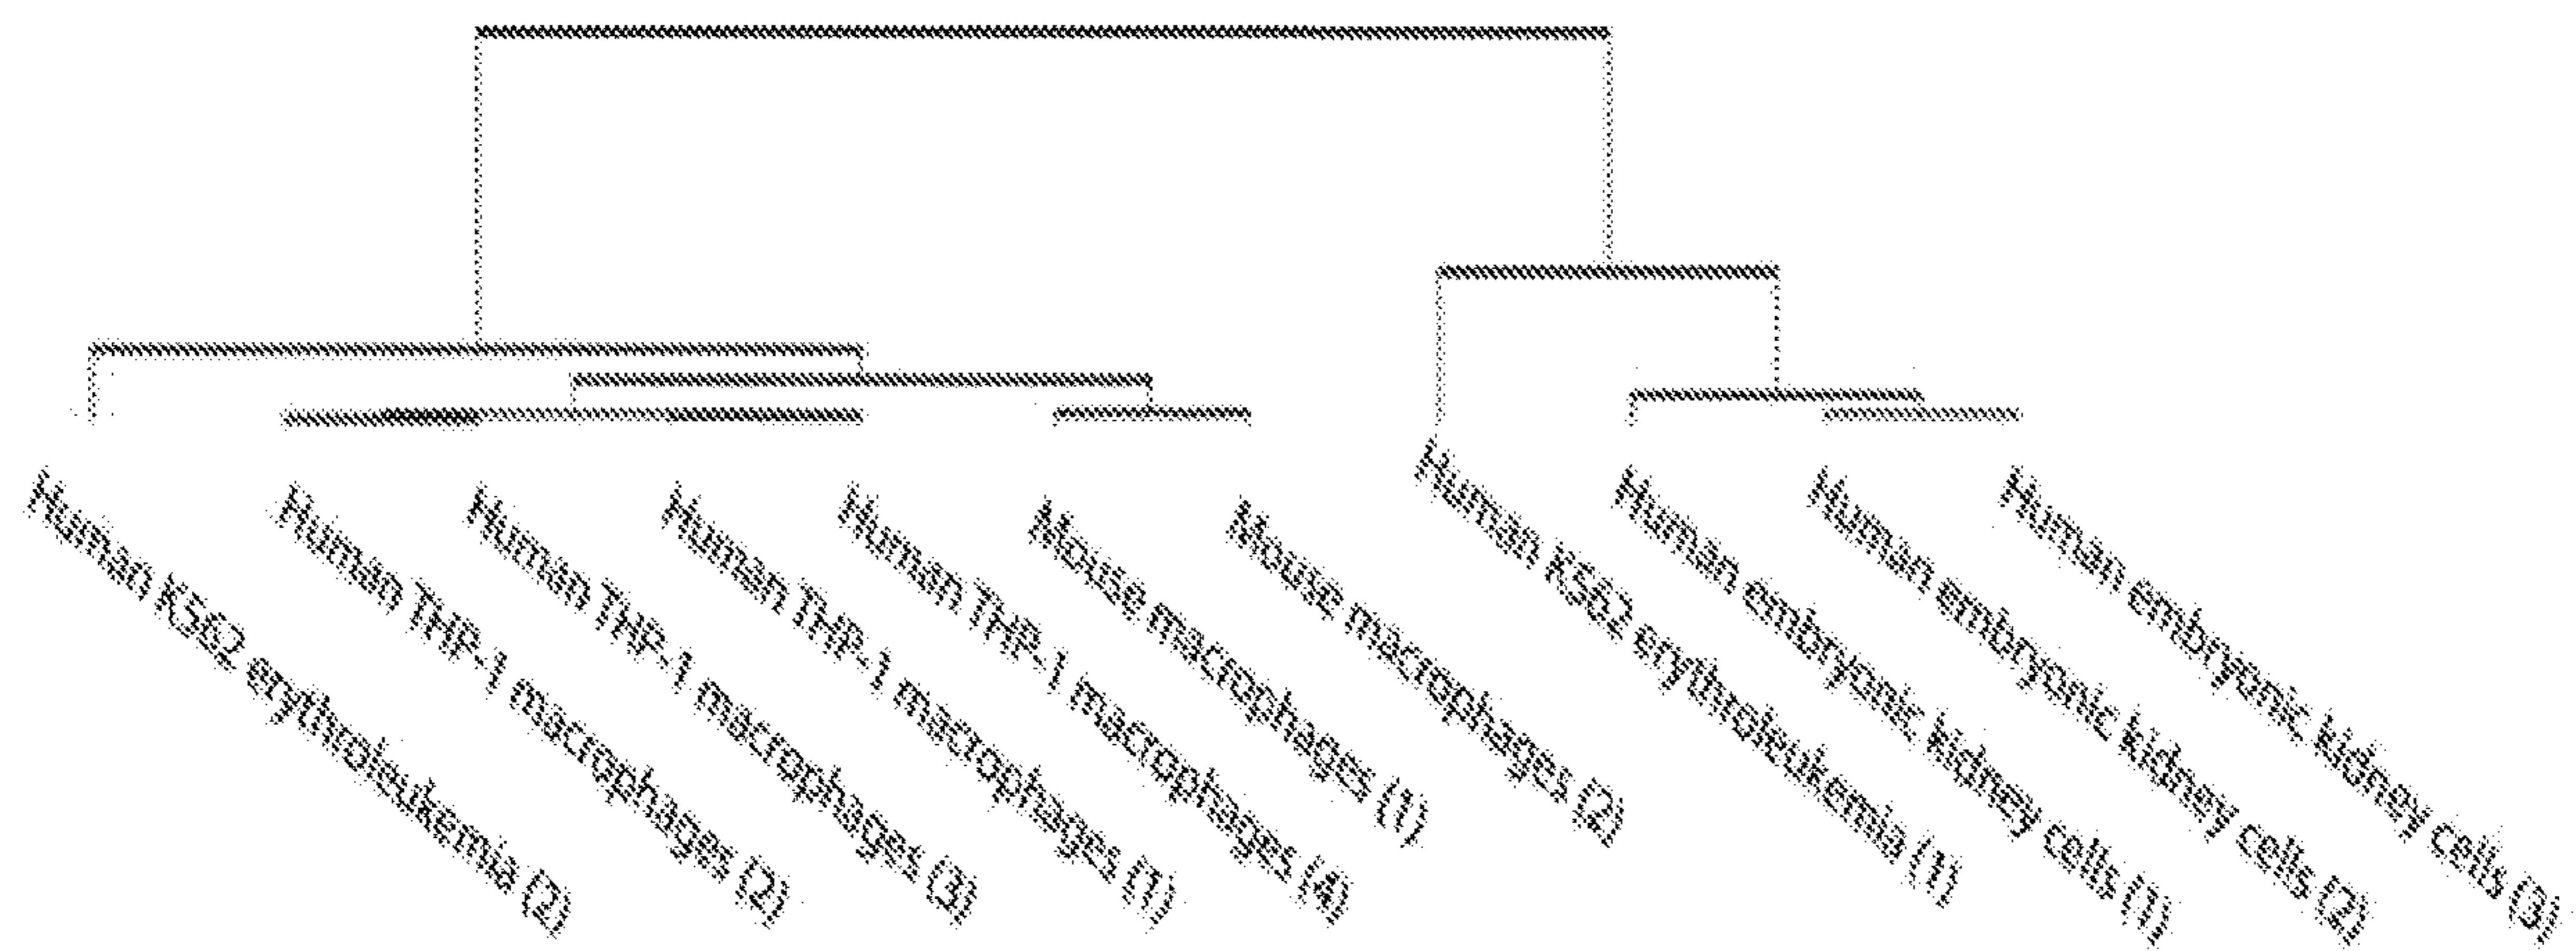 Human K562 erythroleukemia (2)
Human THP-1 macrophages (2)
Human THP-1 macrophages (3)
Human THP-1 macrophages (1)
Human THP-1 macrophages (4)
Mouse macrophages (1)
Mouse macrophages (2)
Human K562 erythroleukemia (1)
Human embryonic kidney cells (1)
Human embryonic kidney cells (2)
Human embryonic kidney cells (3)